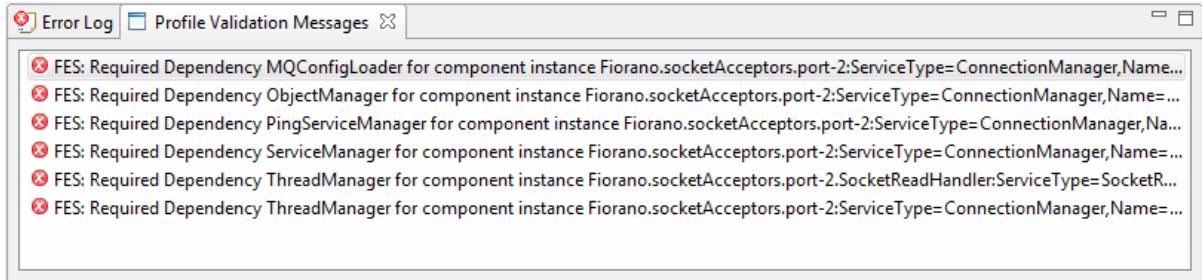 Error Log Profile Validation Messages
FES: Required Dependency MQConfigLoader for component instance Fiorano.socketAcceptors.port-2:ServiceType=ConnectionManager,Name...
FES: Required Dependency ObjectManager for component instance Fiorano.socketAcceptors.port-2:ServiceType=ConnectionManager,Name=...
FES: Required Dependency PingServiceManager for component instance Fiorano.socketAcceptors.port-2:ServiceType=ConnectionManager,Na...
FES: Required Dependency ServiceManager for component instance Fiorano.socketAcceptors.port-2:ServiceType=ConnectionManager,Name=...
FES: Required Dependency ThreadManager for component instance Fiorano.socketAcceptors.port-2.SocketReadHandler:ServiceType=SocketR...
FES: Required Dependency ThreadManager for component instance Fiorano.socketAcceptors.port-2:ServiceType=ConnectionManager,Name=...